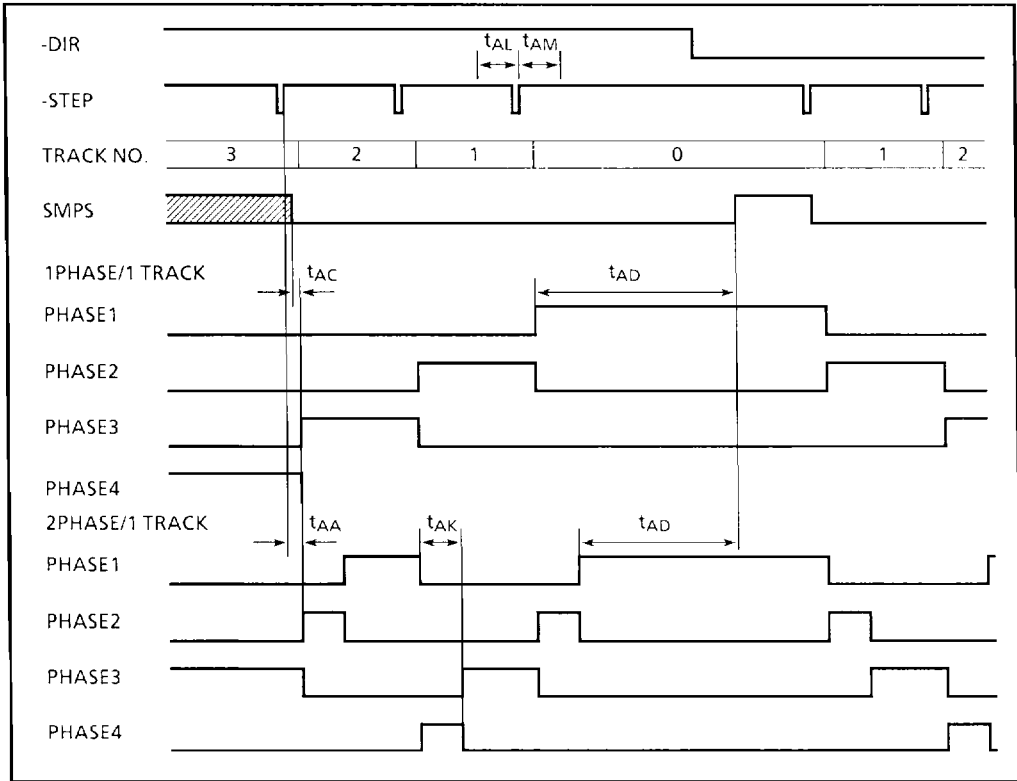 -DIR
tAL tAM
-STEP
TRACK NO. 3 2 1 0 1 2
SMPS
1PHASE/1 TRACK tAC tAD
PHASE1
PHASE2
PHASE3
PHASE4
2PHASE/1 TRACK tAA tAK tAD
PHASE1
PHASE2
PHASE3
PHASE4